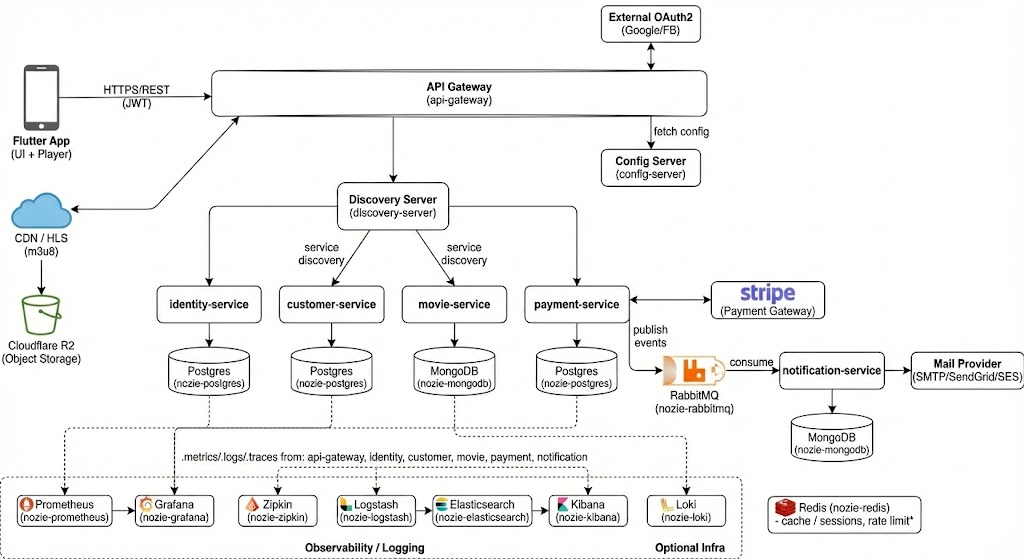 External OAuth2
(Google/FB)
API Gateway
(api-gateway)
HTTPS/REST
(JWT)
Flutter App
(UI + Player)
fetch config
Config Server
(config-server)
Discovery Server
(discovery-server)
CDN / HLS
(m3u8)
service
discovery
service
discovery
identity-service
customer-service
movie-service
payment-service
stripe
(Payment Gateway)
Cloudflare R2
(Object Storage)
publish
events
Postgres
(nozie-poslgres)
Postgres
(nozie-postgres)
MongoDB
(nozie-mongodb)
Postgres
(nozie-postgres)
RabbitMQ
(nozie-rabbitmq)
consume
notification-service
Mail Provider
(SMTP/SendGrid/SES)
MongoDB
(nozie-mongodb)
.metrics/.logs/.traces from: api-gateway, identity, customer, movie, payment, notification
Prometheus
(nozie-prometheus)
Grafana
(nozie-grafana)
Zipkin
(nozie-zipkin)
Logstash
(nozie-logstash)
Elasticsearch
(nozie-elasticsearch)
Kibana
(nozie-kibana)
Loki
(nozie-loki)
Redis (nozie-redis)
- cache / sessions, rate limit*
Observability / Logging
Optional Infra